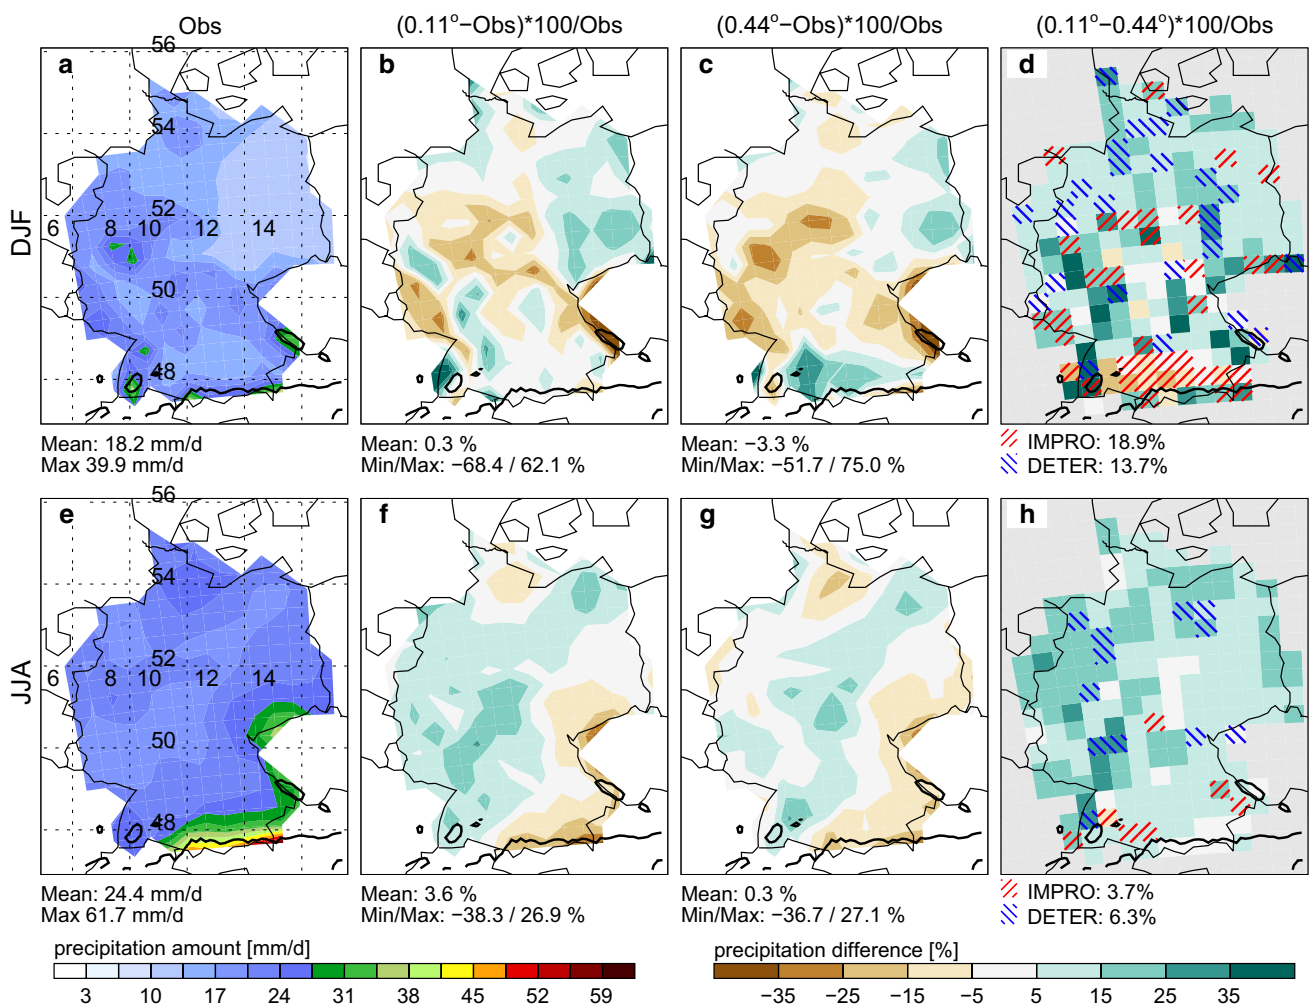 Obs
(0.11°−Obs)*100/Obs
(0.44°−Obs)*100/Obs
(0.11°−0.44°)*100/Obs
DJF
a
56
54
52
50
48
6
8
10
12
14
b
c
d
Mean: 18.2 mm/d
Max 39.9 mm/d
Mean: 0.3 %
Min/Max: −68.4 / 62.1 %
Mean: −3.3 %
Min/Max: −51.7 / 75.0 %
IMPRO: 18.9%
DETER: 13.7%
JJA
e
56
54
52
50
48
6
8
10
12
14
f
g
h
Mean: 24.4 mm/d
Max 61.7 mm/d
Mean: 3.6 %
Min/Max: −38.3 / 26.9 %
Mean: 0.3 %
Min/Max: −36.7 / 27.1 %
IMPRO: 3.7%
DETER: 6.3%
precipitation amount [mm/d]
3 10 17 24 31 38 45 52 59
precipitation difference [%]
−35 −25 −15 −5 5 15 25 35